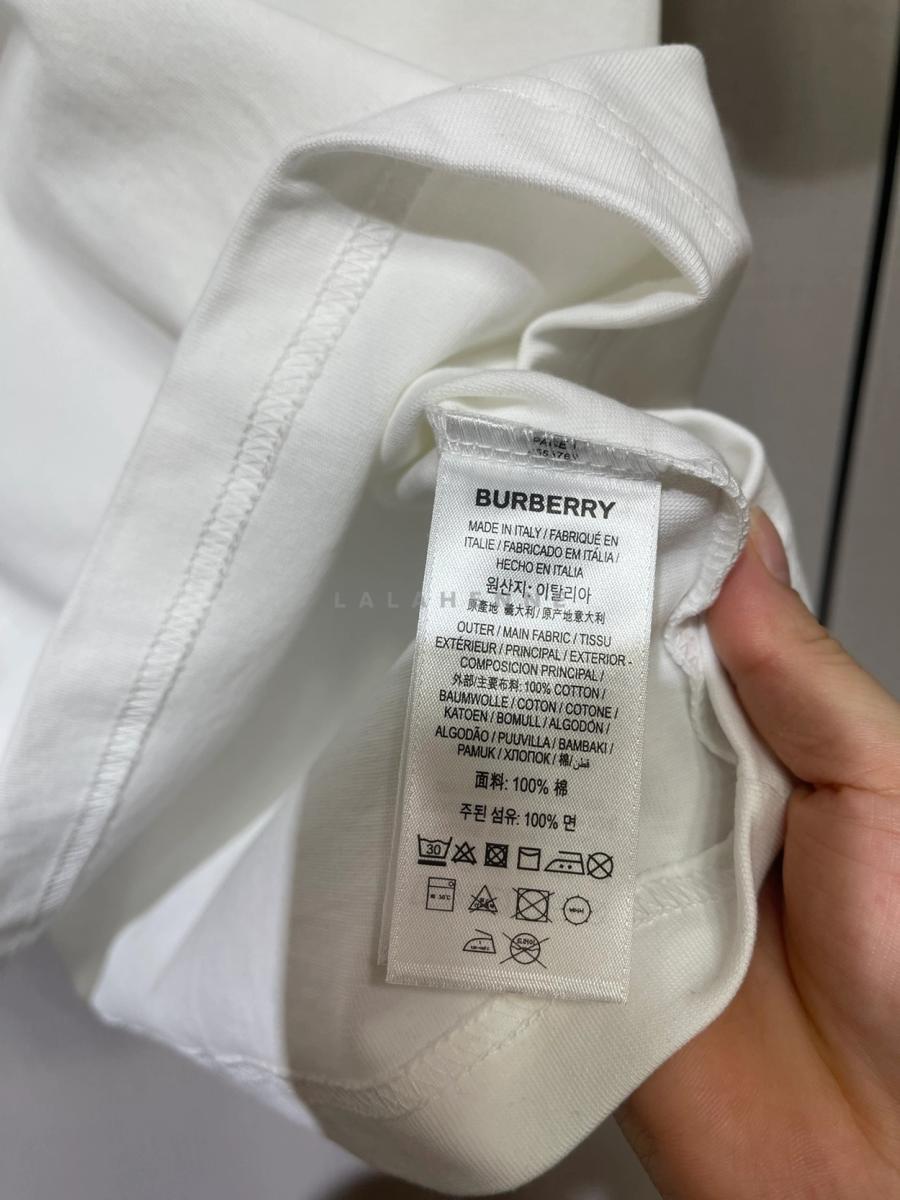 BURBERRY
MADE IN ITALY / FABRIQUÉ EN
ITALIE / FABRICADO EM ITÁLIA /
HECHO EN ITALIA
원산지: 이탈리아
原產地 義大利 / 原产地意大利
LALAHENNE
OUTER / MAIN FABRIC / TISSU
EXTÉRIEUR / PRINCIPAL / EXTERIOR -
COMPOSICION PRINCIPAL /
外部/主要布料: 100% COTTON /
BAUMWOLLE / COTON / COTONE /
KATOEN / BOMULL / ALGODÓN /
ALGODÃO / PUUVILLA / BAMBAKI /
PAMUK / ХЛОПОК / 棉/قطن
面料: 100% 棉
주된 섬유: 100% 면
30